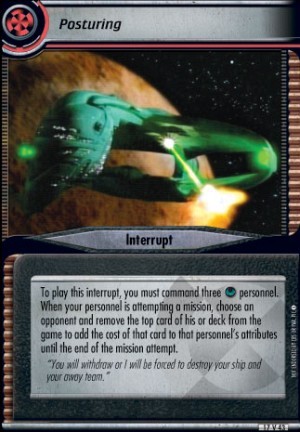 Posturing
Interrupt
To play this interrupt, you must command three personnel.
When your personnel is attempting a mission, choose an
opponent and remove the top card of his or deck from the
game to add the cost of that card to that personnel's attributes
until the end of the mission attempt.
"You will withdraw or I will be forced to destroy your ship and
your away team."
17 V 43